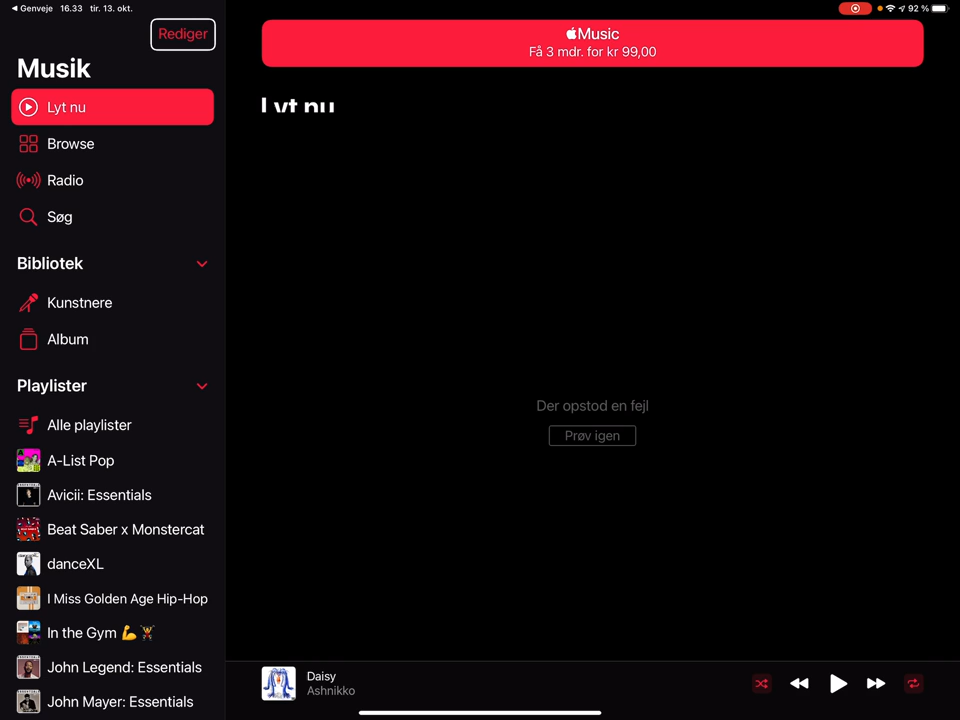 ◀ Genveje 16.33 tir. 13. okt.
92 %
Rediger
Musik
Lyt nu
Browse
Radio
Søg
Bibliotek
Kunstnere
Album
Playlister
Alle playlister
A-List Pop
Avicii: Essentials
Beat Saber x Monstercat
danceXL
I Miss Golden Age Hip-Hop
In the Gym 💪🏋️
John Legend: Essentials
John Mayer: Essentials
Music
Få 3 mdr. for kr 99,00
Lyt nu
Der opstod en fejl
Prøv igen
Daisy
Ashnikko